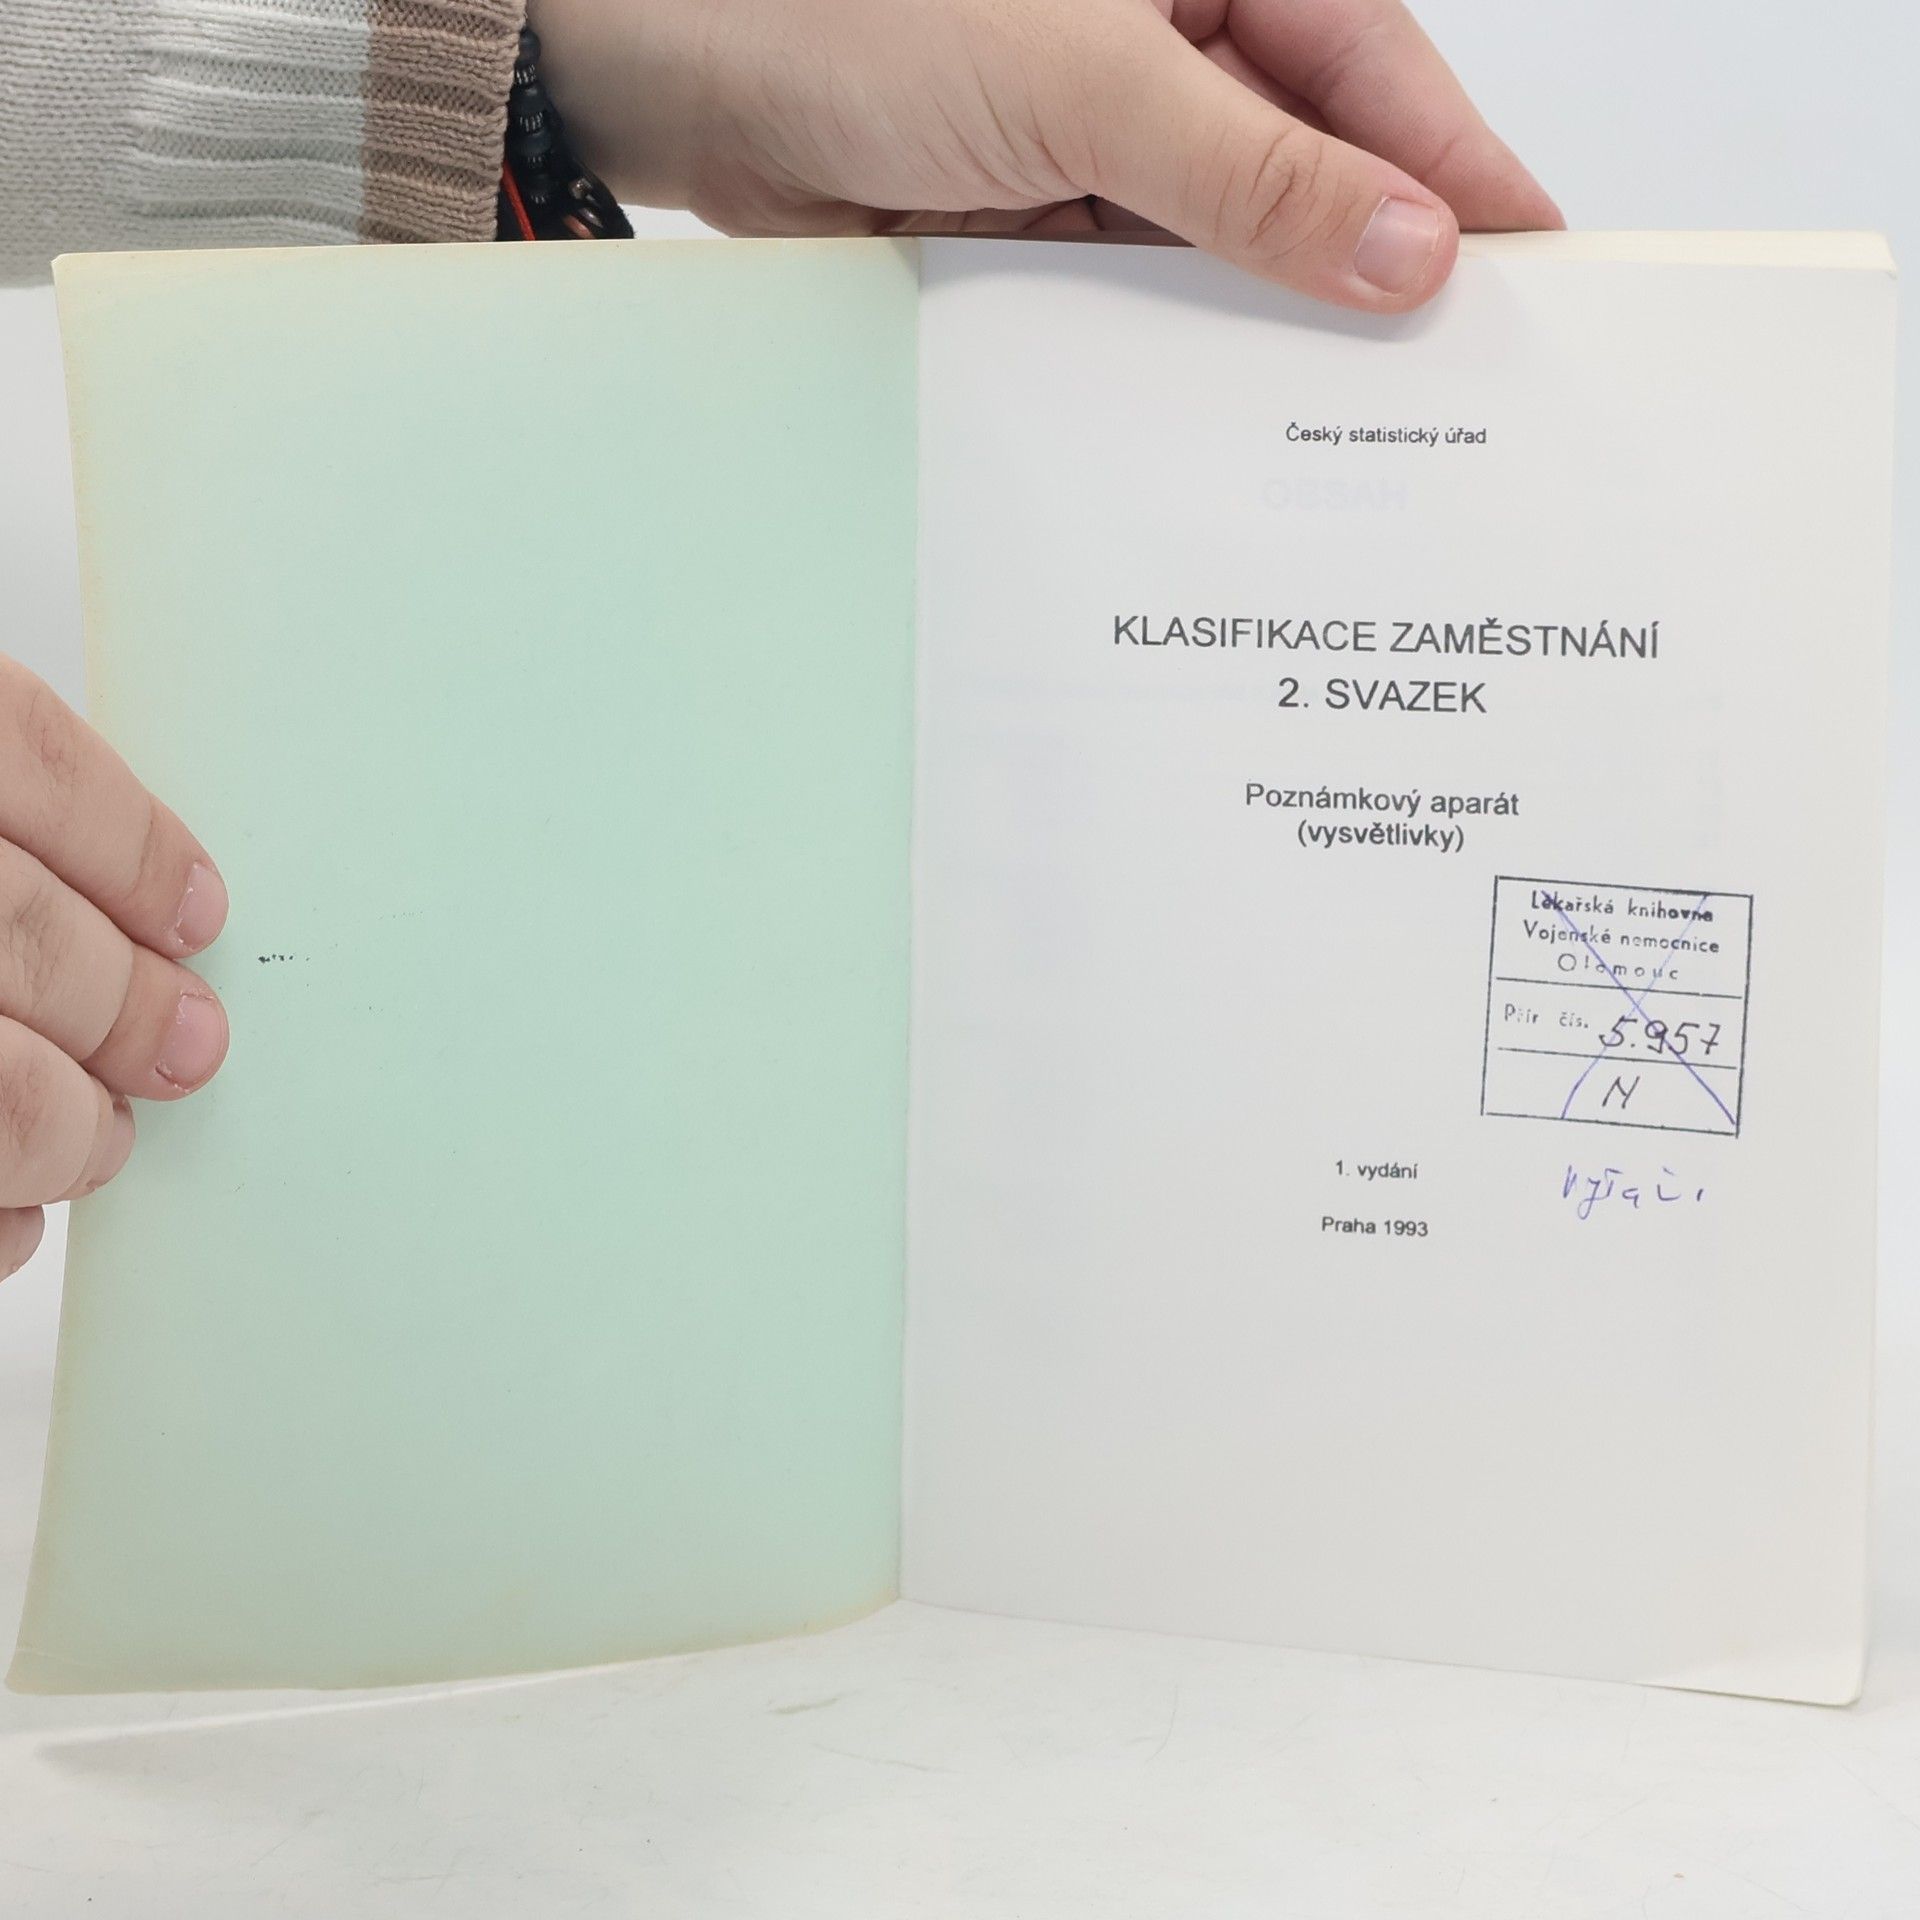 Český statistický úřad
KLASIFIKACE ZAMĚSTNÁNÍ
2. SVAZEK
Poznámkový aparát
(vysvětlivky)
Lékařská knihovna
Vojenské nemocnice
Olomouc
Přír čís. 5.957
N
1. vydání
Praha 1993